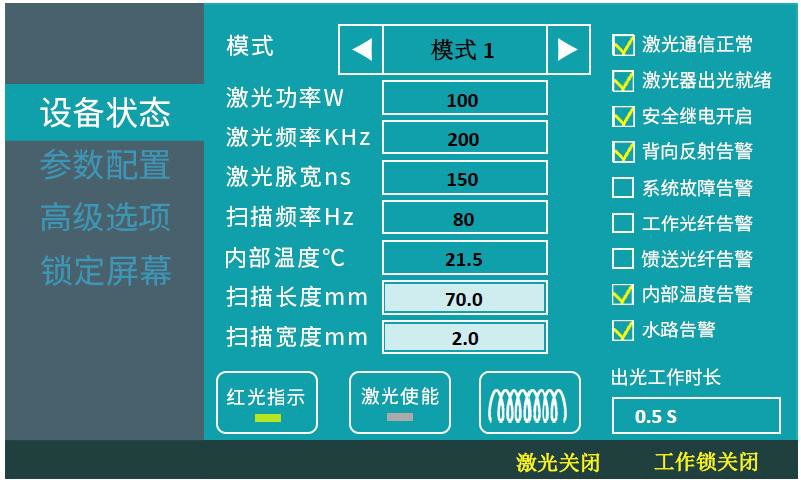 设备状态
参数配置
高级选项
锁定屏幕
模式
模式 1
激光功率W
100
激光频率KHz
200
激光脉宽ns
150
扫描频率Hz
80
内部温度℃
21.5
扫描长度mm
70.0
扫描宽度mm
2.0
红光指示
激光使能
激光通信正常
激光器出光就绪
安全继电开启
背向反射告警
系统故障告警
工作光纤告警
馈送光纤告警
内部温度告警
水路告警
出光工作时长
0.5 S
激光关闭
工作锁关闭